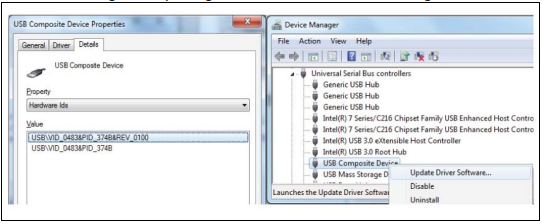 USB Composite Device Properties
General Driver Details
USB Composite Device
Property
Hardware Ids
Value
USB\VID_0483&PID_374B&REV_0100
USB\VID_0483&PID_374B
Device Manager
File Action View Help
Universal Serial Bus controllers
Generic USB Hub
Generic USB Hub
Generic USB Hub
Intel(R) 7 Series/C216 Chipset Family USB Enhanced Host Contro
Intel(R) 7 Series/C216 Chipset Family USB Enhanced Host Contro
Intel(R) USB 3.0 eXtensible Host Controller
Intel(R) USB 3.0 Root Hub
USB Composite Device
USB Mass Storage D
Update Driver Software...
Disable
Uninstall
Launches the Update Driver Softwar